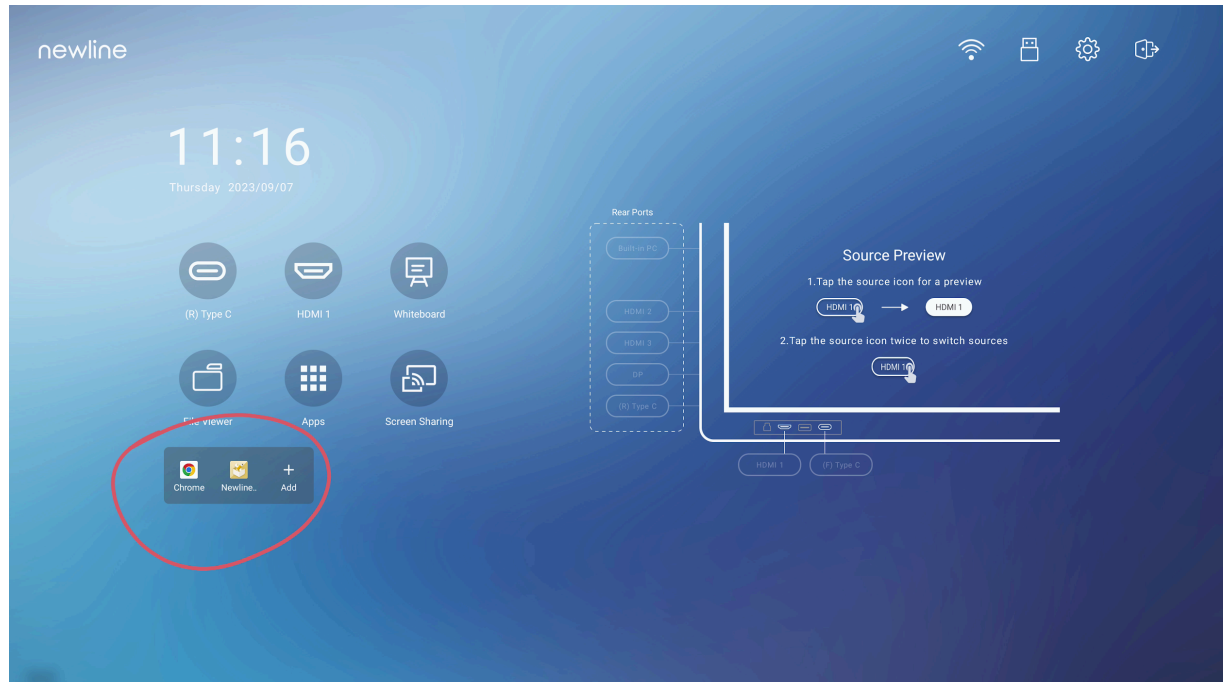 newline
11:16
Thursday 2023/09/07
(R) Type C
HDMI 1
Whiteboard
File Viewer
Apps
Screen Sharing
Chrome
Newline..
+
Add
Rear Ports
Built-in PC
HDMI 2
HDMI 3
DP
(R) Type C
Source Preview
1.Tap the source icon for a preview
HDMI 1
HDMI 1
2.Tap the source icon twice to switch sources
HDMI 1
HDMI 1
(F) Type C